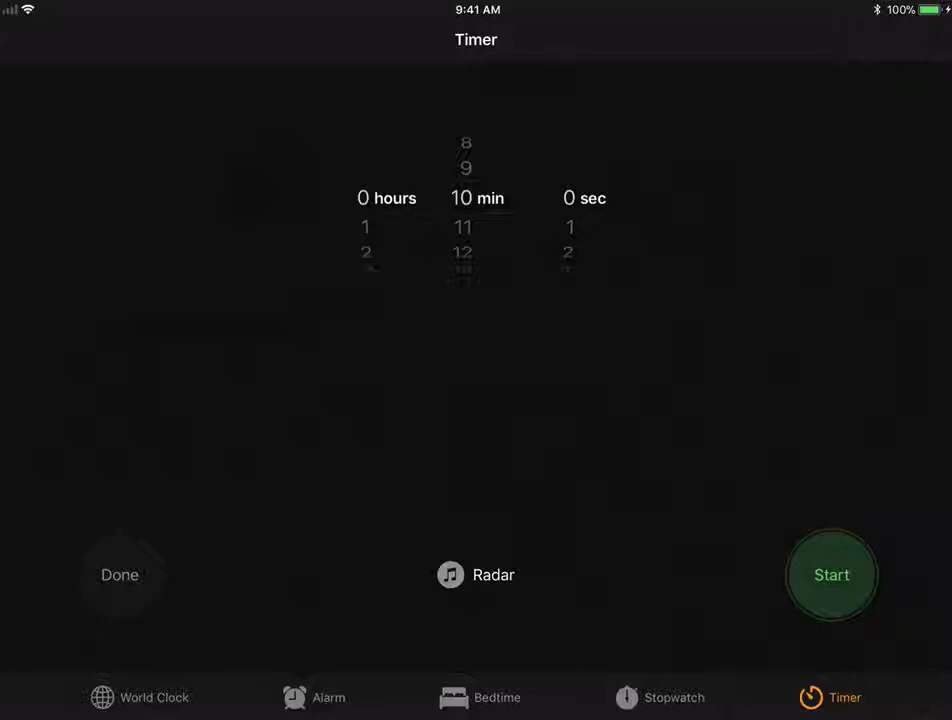 9:41 AM
100%
Timer
8
9
0 hours 10 min 0 sec
1 11 1
2 12 2
Done
Radar
Start
World Clock
Alarm
Bedtime
Stopwatch
Timer